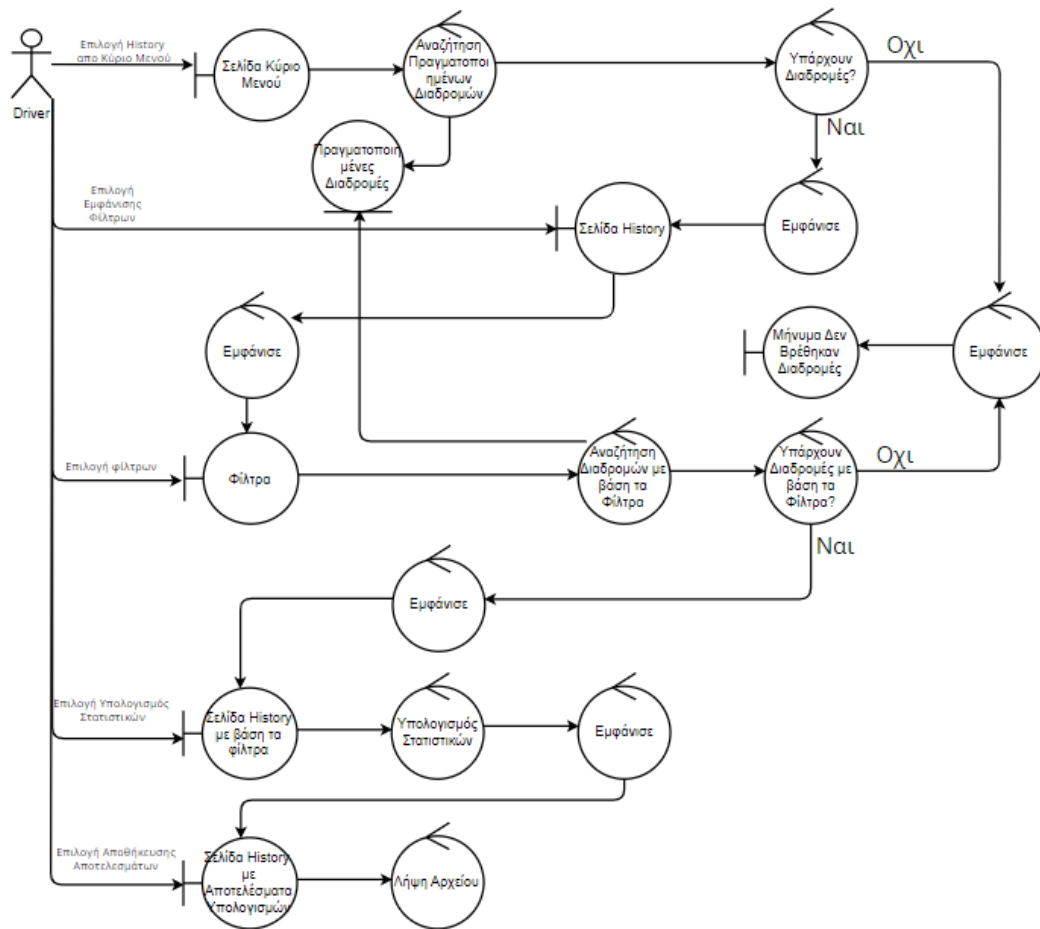 Επιλογή History
απο Κύριο Μενού
Driver
Σελίδα Κύριο
Μενού
Αναζήτηση
Πραγματοποι
ημένων
Διαδρομών
Υπάρχουν
Διαδρομές?
Οχι
Ναι
Πραγματοποιη
μένες
Διαδρομές
Επιλογή
Εμφάνισης
Φίλτρων
Σελίδα History
Εμφάνισε
Εμφάνισε
Μήνυμα Δεν
Βρέθηκαν
Διαδρομές
Εμφάνισε
Επιλογή φίλτρων
Φίλτρα
Αναζήτηση
Διαδρομών με
βάση τα
Φίλτρα
Υπάρχουν
Διαδρομές με
βάση τα
Φίλτρα?
Οχι
Ναι
Εμφάνισε
Επιλογή Υπολογισμός
Στατιστικών
Σελίδα History
με βάση τα
φίλτρα
Υπολογισμός
Στατιστικών
Εμφάνισε
Επιλογή Αποθήκευσης
Αποτελεσμάτων
Σελίδα History
με
Αποτελέσματα
Υπολογισμών
Λήψη Αρχείου